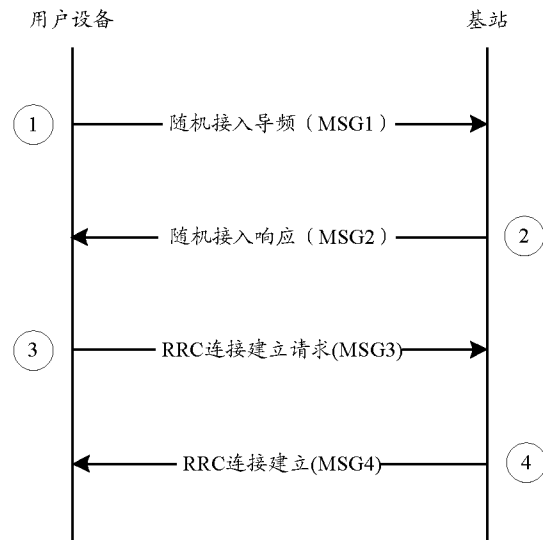 用户设备 基站
① 随机接入导频（MSG1）
随机接入响应（MSG2） ②
③ RRC连接建立请求(MSG3)
RRC连接建立(MSG4) ④